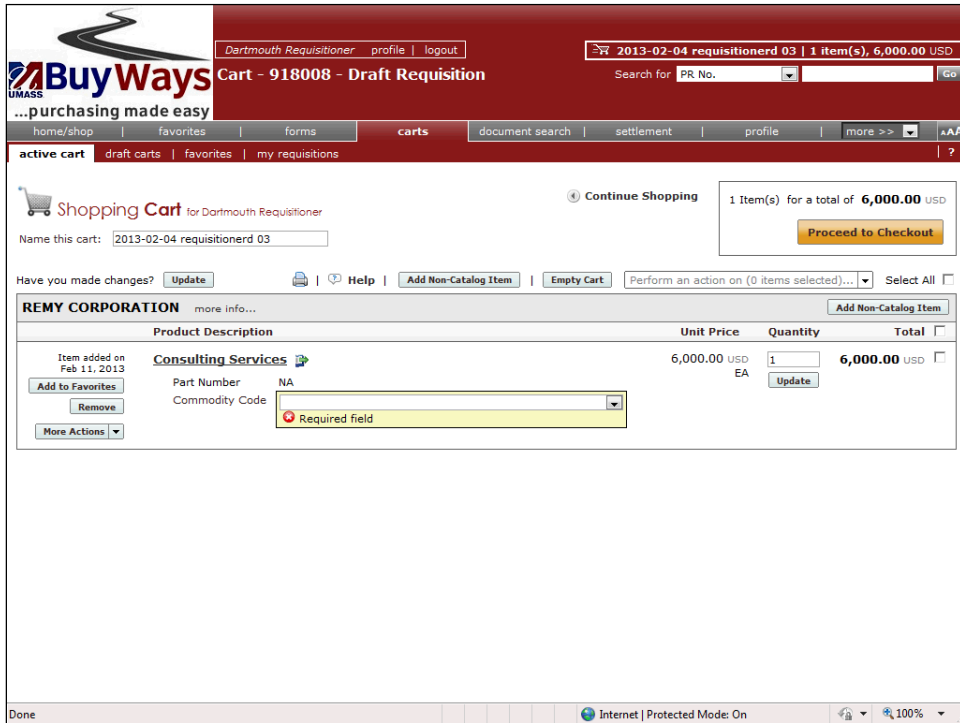 Dartmouth Requisitioner profile | logout
2013-02-04 requisitionerd 03 | 1 item(s), 6,000.00 USD
UMASS BuyWays
...purchasing made easy
Cart - 918008 - Draft Requisition
Search for PR No. Go
home/shop | favorites | forms carts document search | settlement | profile | more >> AAA
active cart draft carts | favorites | my requisitions | ?
Shopping Cart for Dartmouth Requisitioner
Continue Shopping
1 Item(s) for a total of 6,000.00 USD
Name this cart: 2013-02-04 requisitionerd 03
Proceed to Checkout
Have you made changes? Update | Help | Add Non-Catalog Item | Empty Cart Perform an action on (0 items selected)... Select All
REMY CORPORATION more info... Add Non-Catalog Item
Product Description Unit Price Quantity Total
Item added on
Feb 11, 2013
Consulting Services 6,000.00 USD 1 6,000.00 USD
EA
Update
Add to Favorites
Part Number NA
Remove
Commodity Code
Required field
More Actions
Done Internet | Protected Mode: On 100%